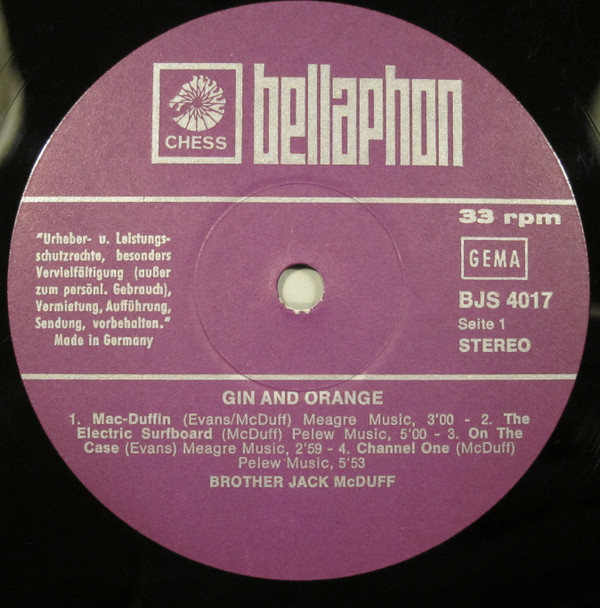 CHESS
bellaphon
33 rpm
GEMA
BJS 4017
Seite 1
STEREO
"Urheber- u. Leistungs-
schutzrechte, besonders
Vervielfältigung (außer
zum persönl. Gebrauch),
Vermietung, Aufführung,
Sendung, vorbehalten."
Made in Germany
GIN AND ORANGE
1. Mac-Duffin (Evans/McDuff) Meagre Music, 3'00 - 2. The
Electric Surfboard (McDuff) Pelew Music, 5'00 - 3. On The
Case (Evans) Meagre Music, 2'59 - 4. Channel One (McDuff)
Pelew Music, 5'53
BROTHER JACK McDUFF